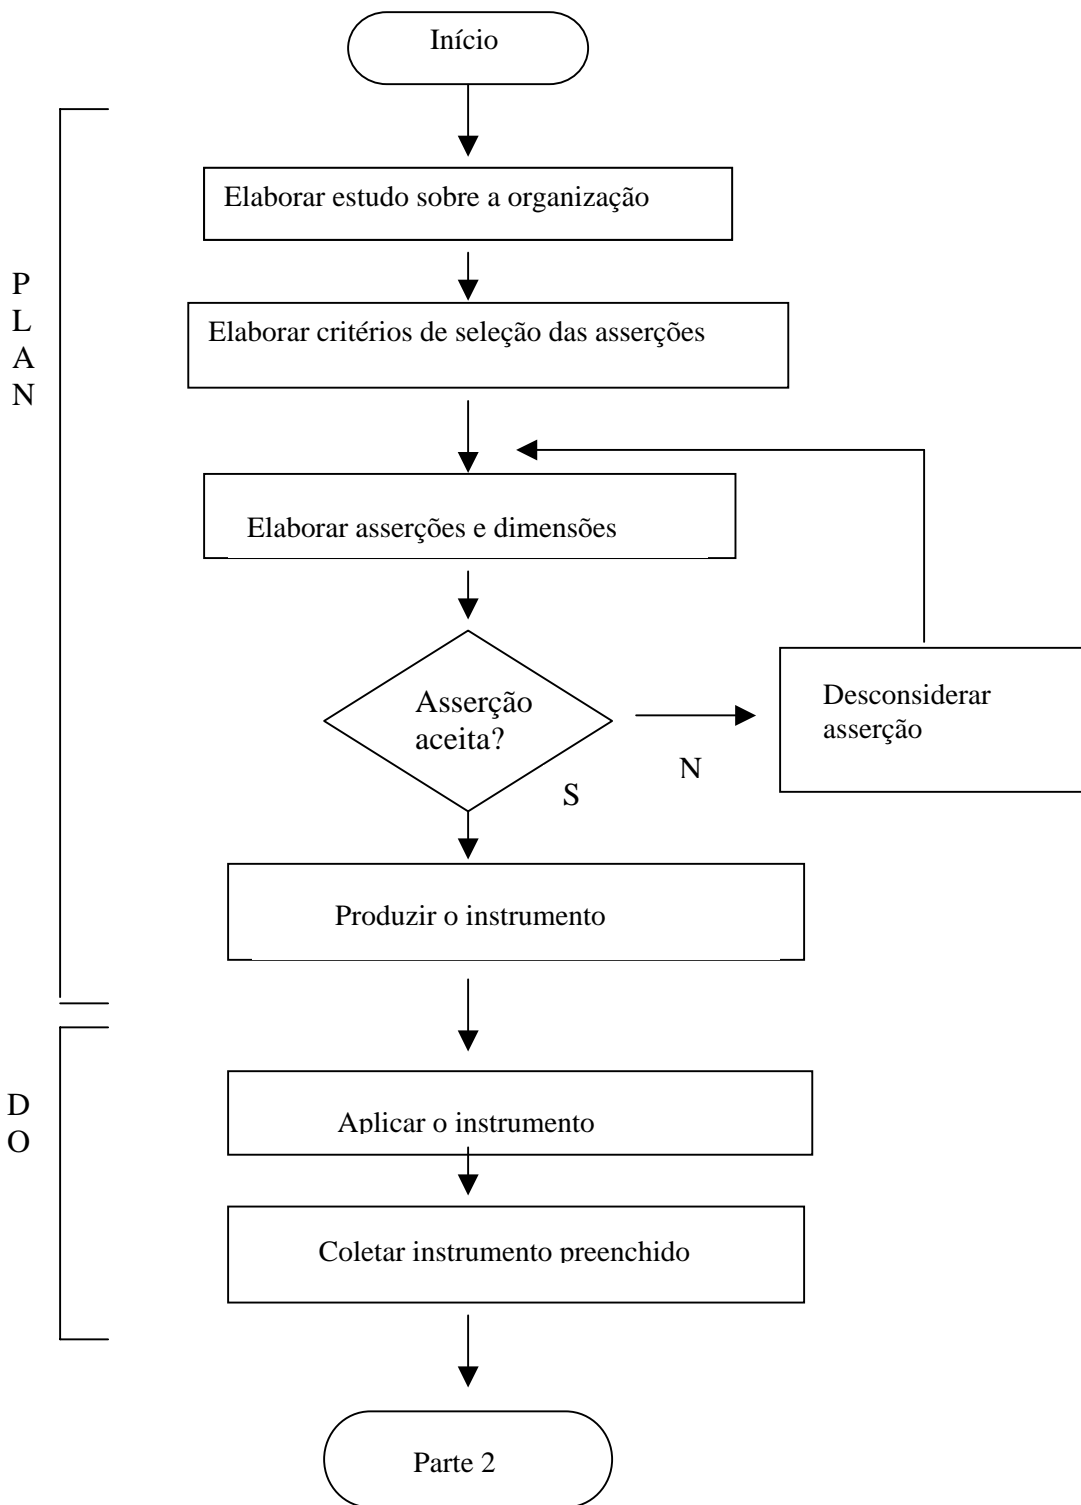 Início
Elaborar estudo sobre a organização
P
L
A
N
Elaborar critérios de seleção das asserções
Elaborar asserções e dimensões
Asserção
aceita?
Desconsiderar
asserção
N
S
Produzir o instrumento
D
O
Aplicar o instrumento
Coletar instrumento preenchido
Parte 2